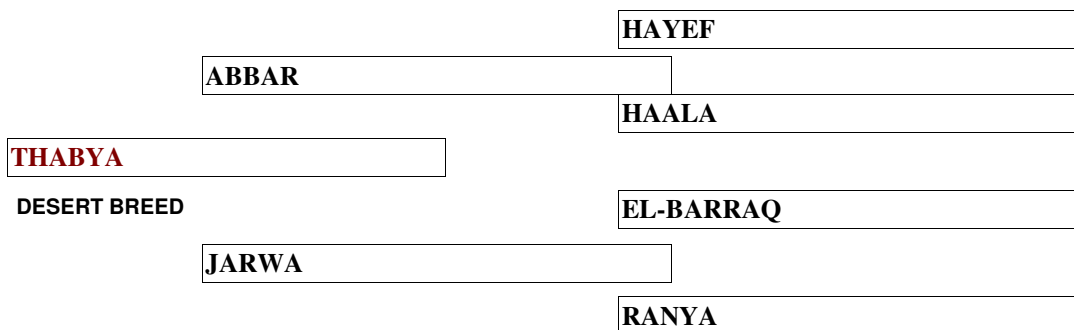 HAYEF
ABBAR
HAALA
THABYA
DESERT BREED
EL-BARRAQ
JARWA
RANYA